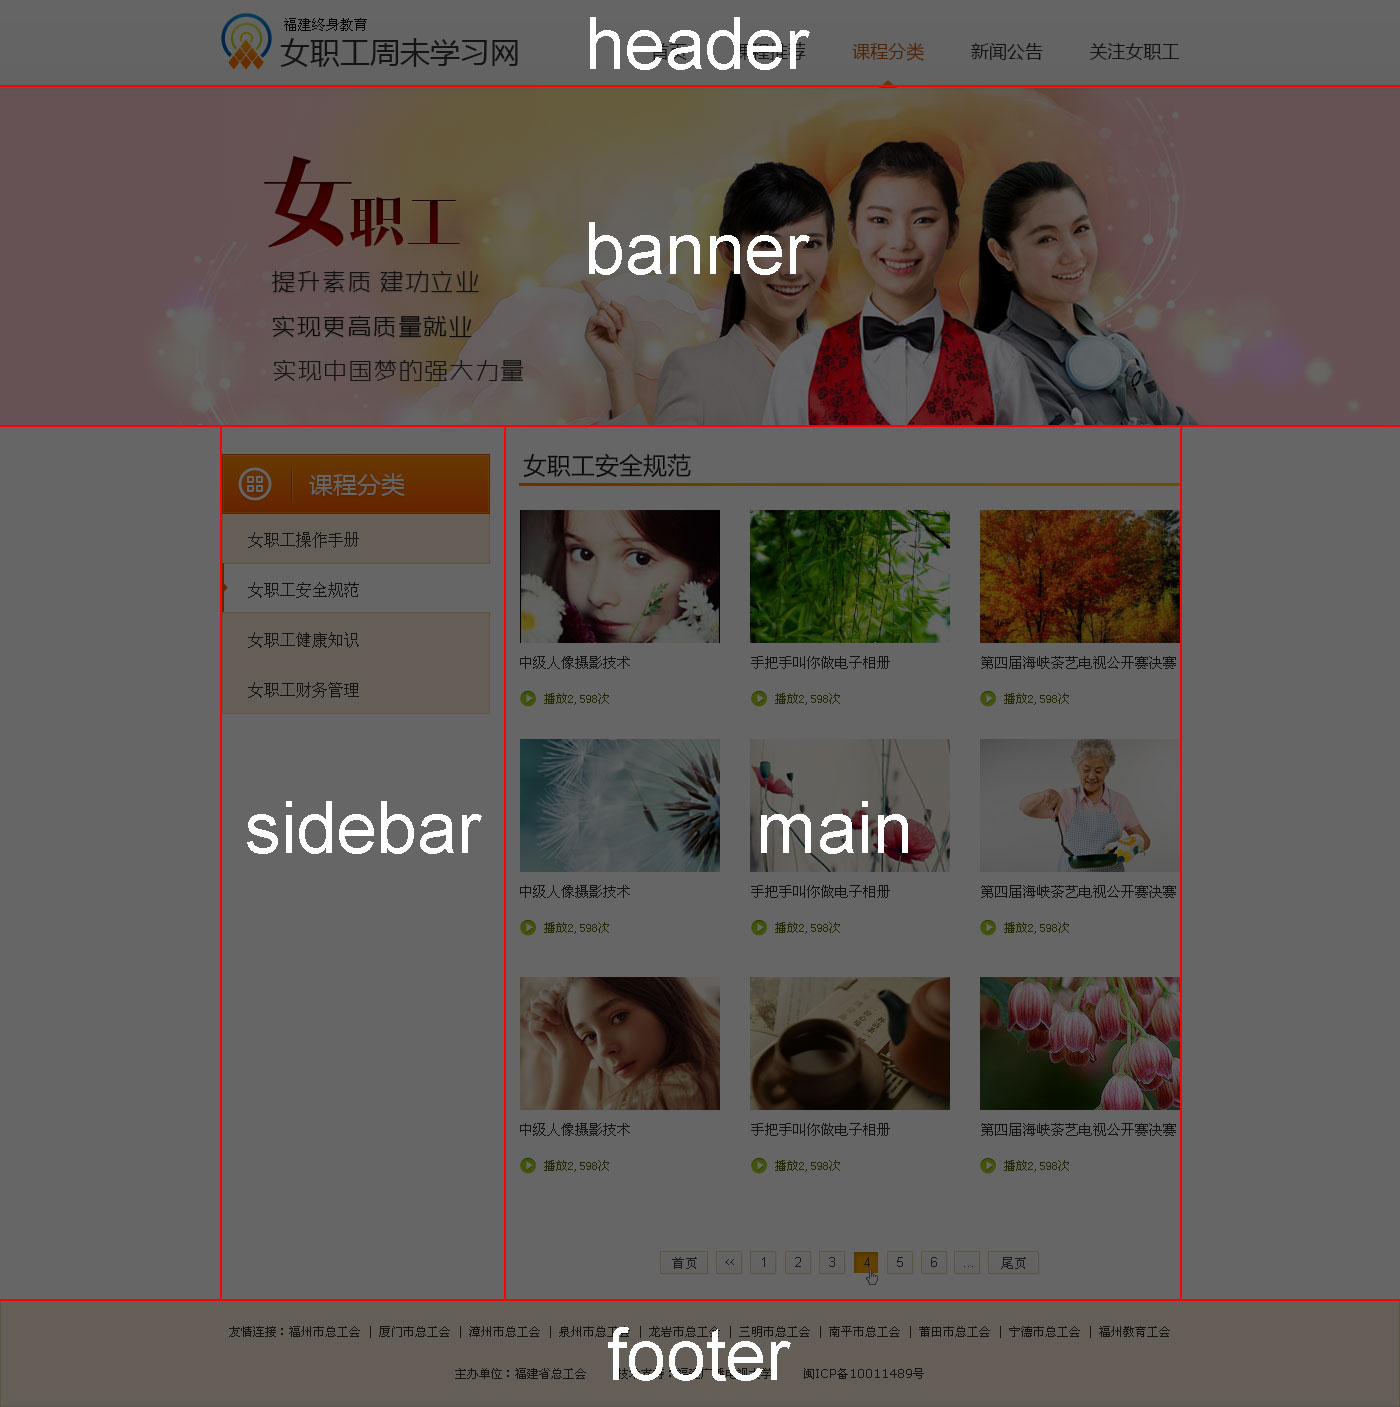 福建终身教育
女职工周末学习网
header
课程分类
新闻公告
关注女职工
女职工
提升素质 建功立业
实现更高质量就业
实现中国梦的强大力量
banner
课程分类
女职工操作手册
女职工安全规范
女职工健康知识
女职工财务管理
sidebar
女职工安全规范
中级人像摄影技术
播放2,598次
手把手叫你做电子相册
播放2,598次
第四届海峡茶艺电视公开赛决赛
播放2,598次
main
中级人像摄影技术
播放2,598次
手把手叫你做电子相册
播放2,598次
第四届海峡茶艺电视公开赛决赛
播放2,598次
中级人像摄影技术
播放2,598次
手把手叫你做电子相册
播放2,598次
第四届海峡茶艺电视公开赛决赛
播放2,598次
首页 << 1 2 3 4 5 6 ... 尾页
友情连接：福州市总工会 | 厦门市总工会 | 漳州市总工会 | 泉州市总工会 | 龙岩市总工会 | 三明市总工会 | 南平市总工会 | 莆田市总工会 | 宁德市总工会 | 福州教育工会
footer
主办单位：福建省总工会 闽ICP备10011489号